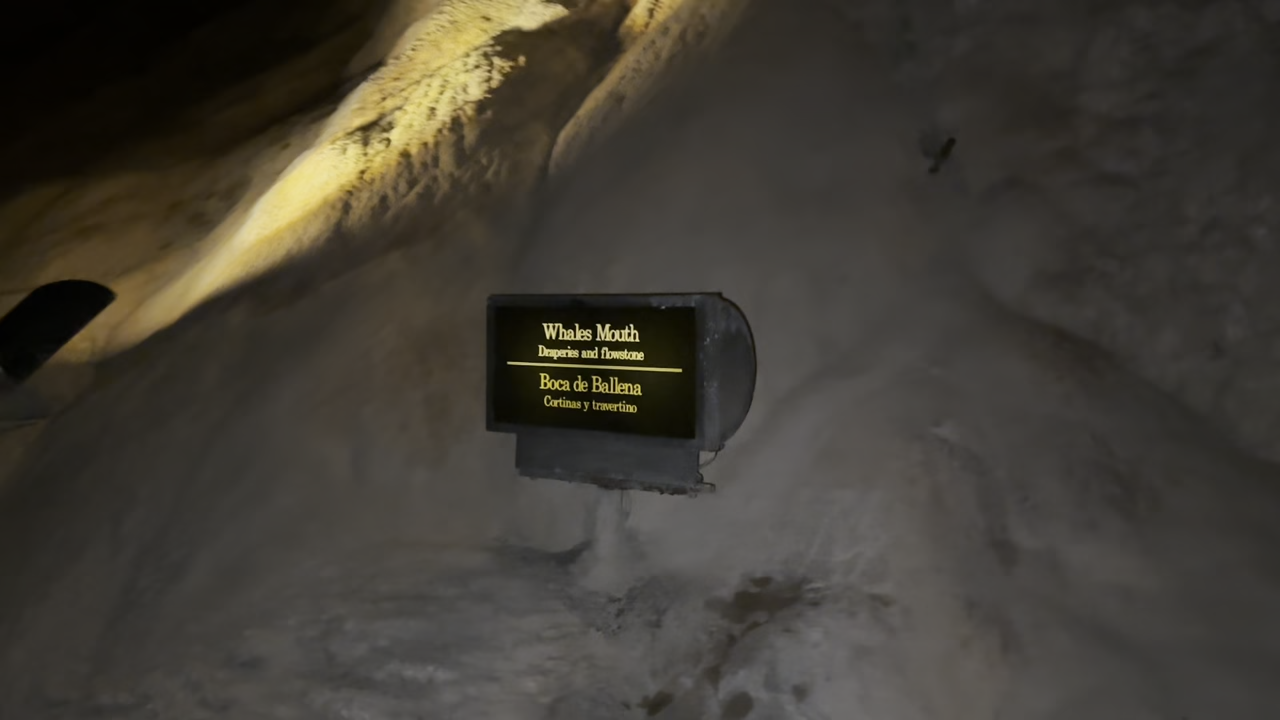 Whales Mouth
Draperies and flowstone
Boca de Ballena
Cortinas y travertino